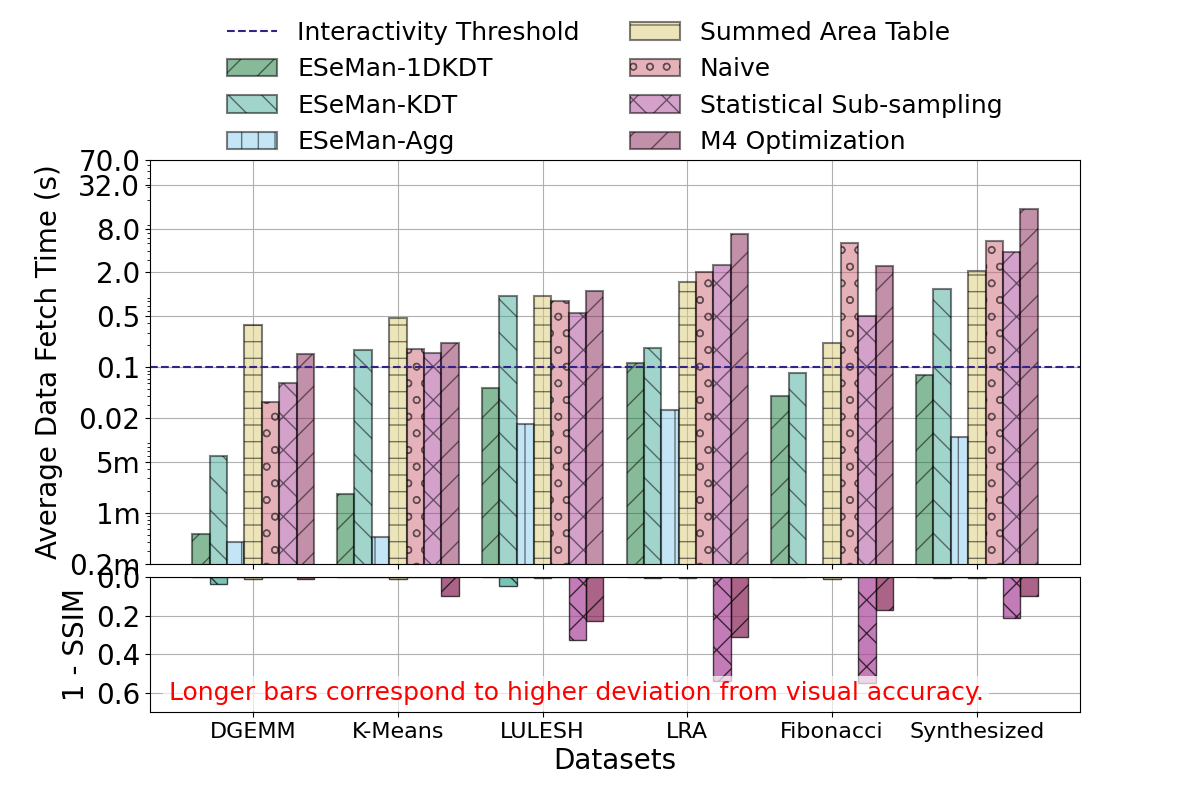 Interactivity Threshold
ESeMan-1DKDT
ESeMan-KDT
ESeMan-Agg
Summed Area Table
Naive
Statistical Sub-sampling
M4 Optimization
Average Data Fetch Time (s)
70.0
32.0
8.0
2.0
0.5
0.1
0.02
5m
1m
0.2m
1 - SSIM
0.0
0.2
0.4
0.6
Longer bars correspond to higher deviation from visual accuracy.
DGEMM
K-Means
LULESH
LRA
Fibonacci
Synthesized
Datasets